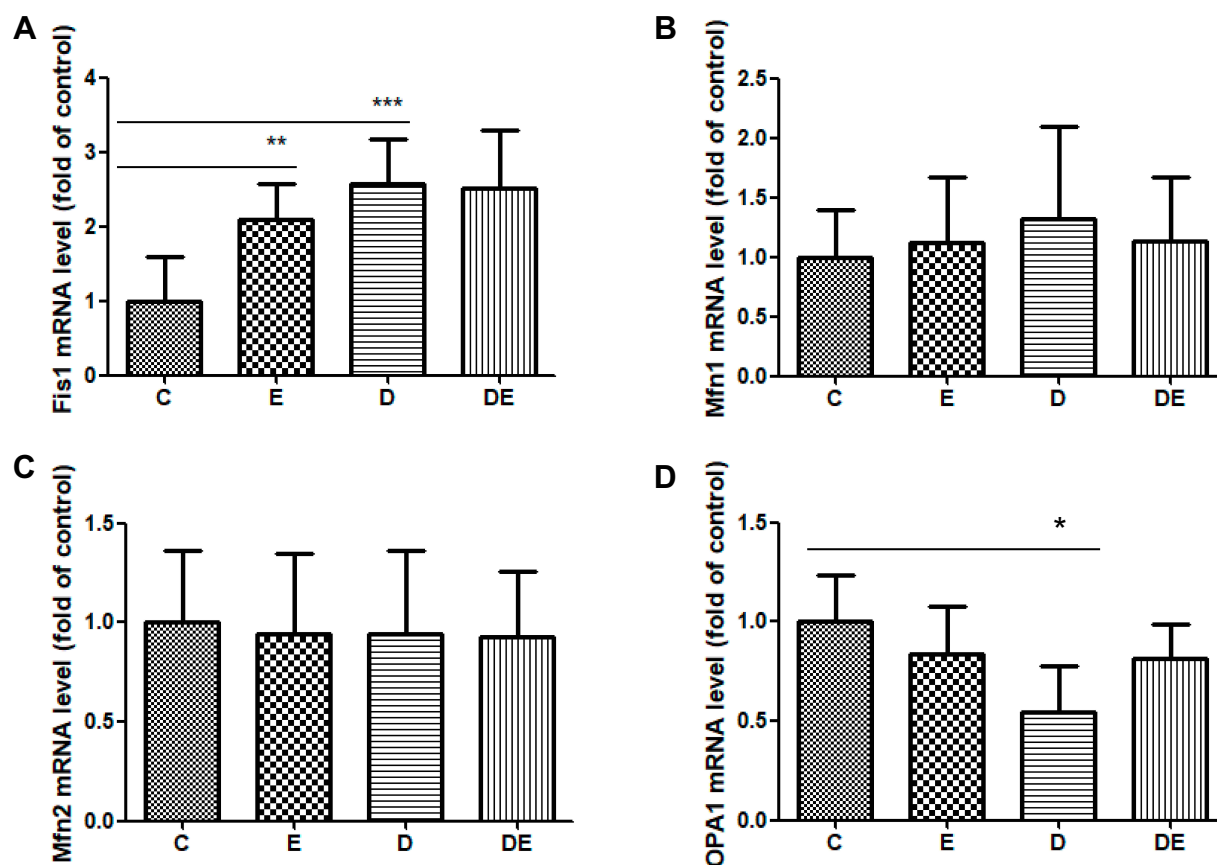 A
Fis1 mRNA level (fold of control)
4
3
2
1
0
***
**
C E D DE
B
Mfn1 mRNA level (fold of control)
2.5
2.0
1.5
1.0
0.5
0.0
C E D DE
C
Mfn2 mRNA level (fold of control)
1.5
1.0
0.5
0.0
C E D DE
D
OPA1 mRNA level (fold of control)
1.5
1.0
0.5
0.0
*
C E D DE